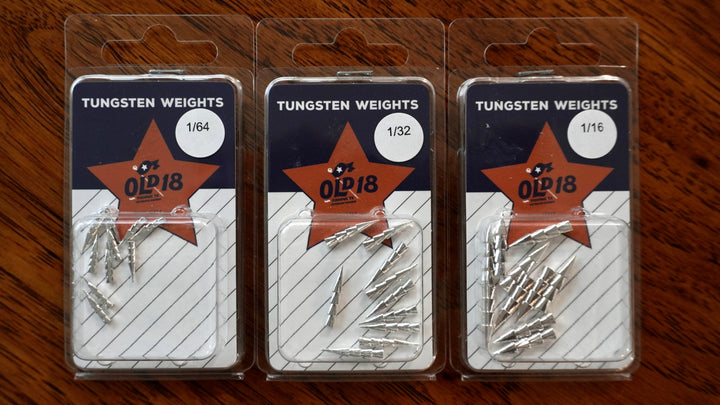 TUNGSTEN WEIGHTS
1/64
OLD 18
TUNGSTEN WEIGHTS
1/32
OLD 18
TUNGSTEN WEIGHTS
1/16
OLD 18